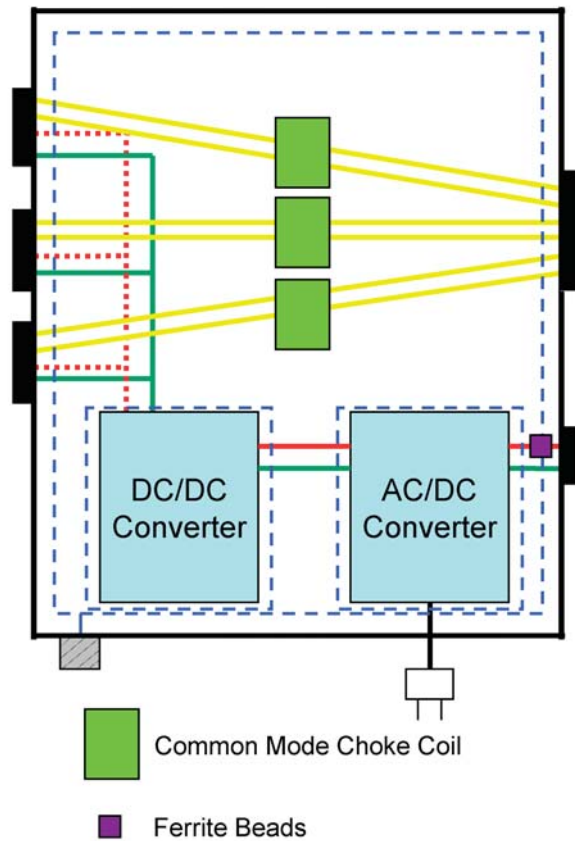 DC/DC
Converter
AC/DC
Converter
Common Mode Choke Coil
Ferrite Beads